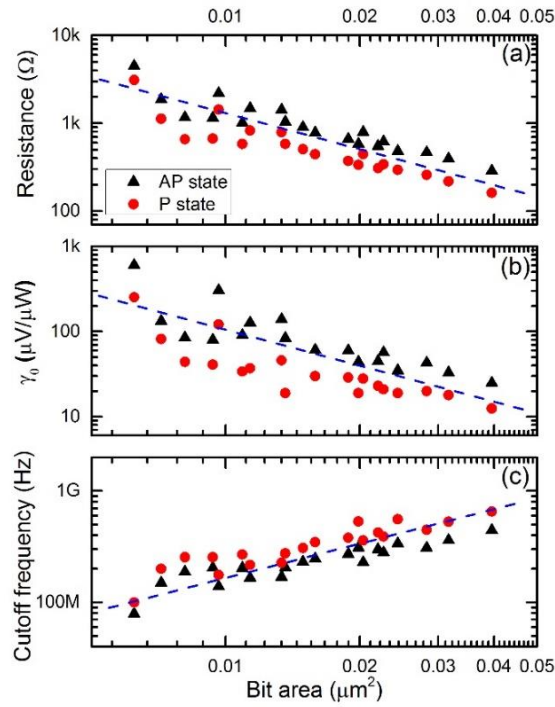 0.01 0.02 0.03 0.04 0.05
(a)
10k
1k
100
Resistance (Ω)
AP state
P state
(b)
1k
100
10
γ₀ (μV/μW)
(c)
1G
100M
Cutoff frequency (Hz)
0.01 0.02 0.03 0.04 0.05
Bit area (μm²)